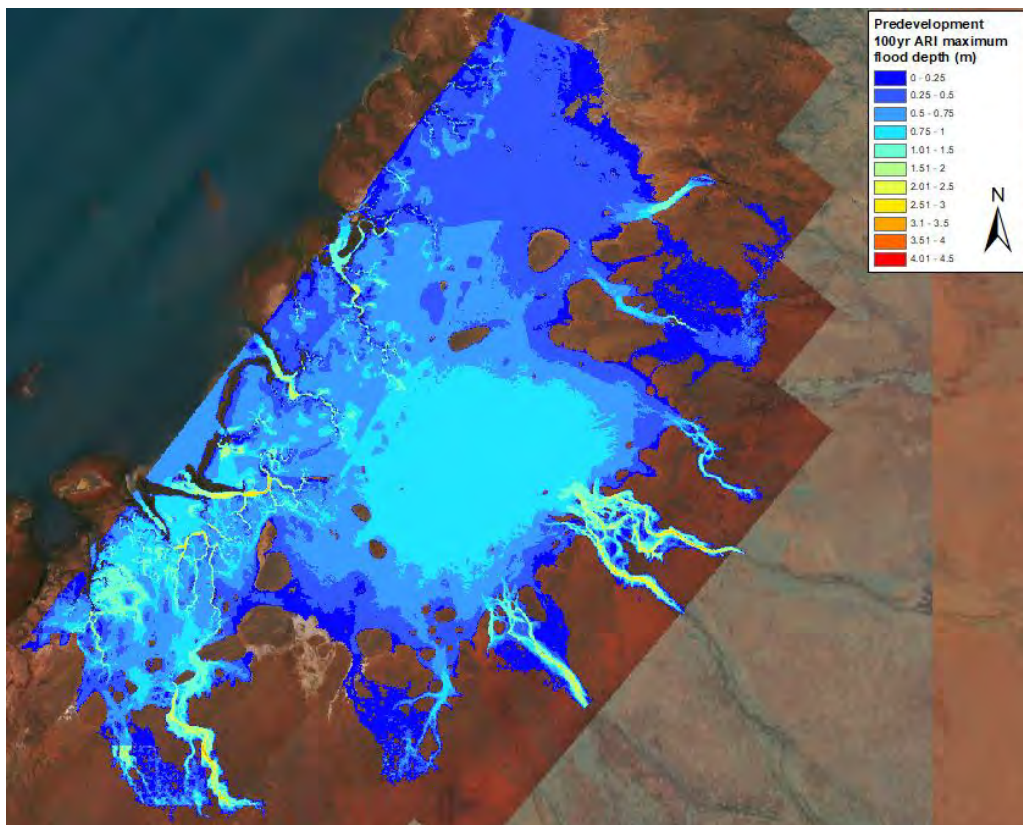 Predevelopment
100yr ARI maximum
flood depth (m)
0 - 0.25
0.25 - 0.5
0.5 - 0.75
0.75 - 1
1.01 - 1.5
1.51 - 2
2.01 - 2.5
2.51 - 3
3.1 - 3.5
3.51 - 4
4.01 - 4.5
N